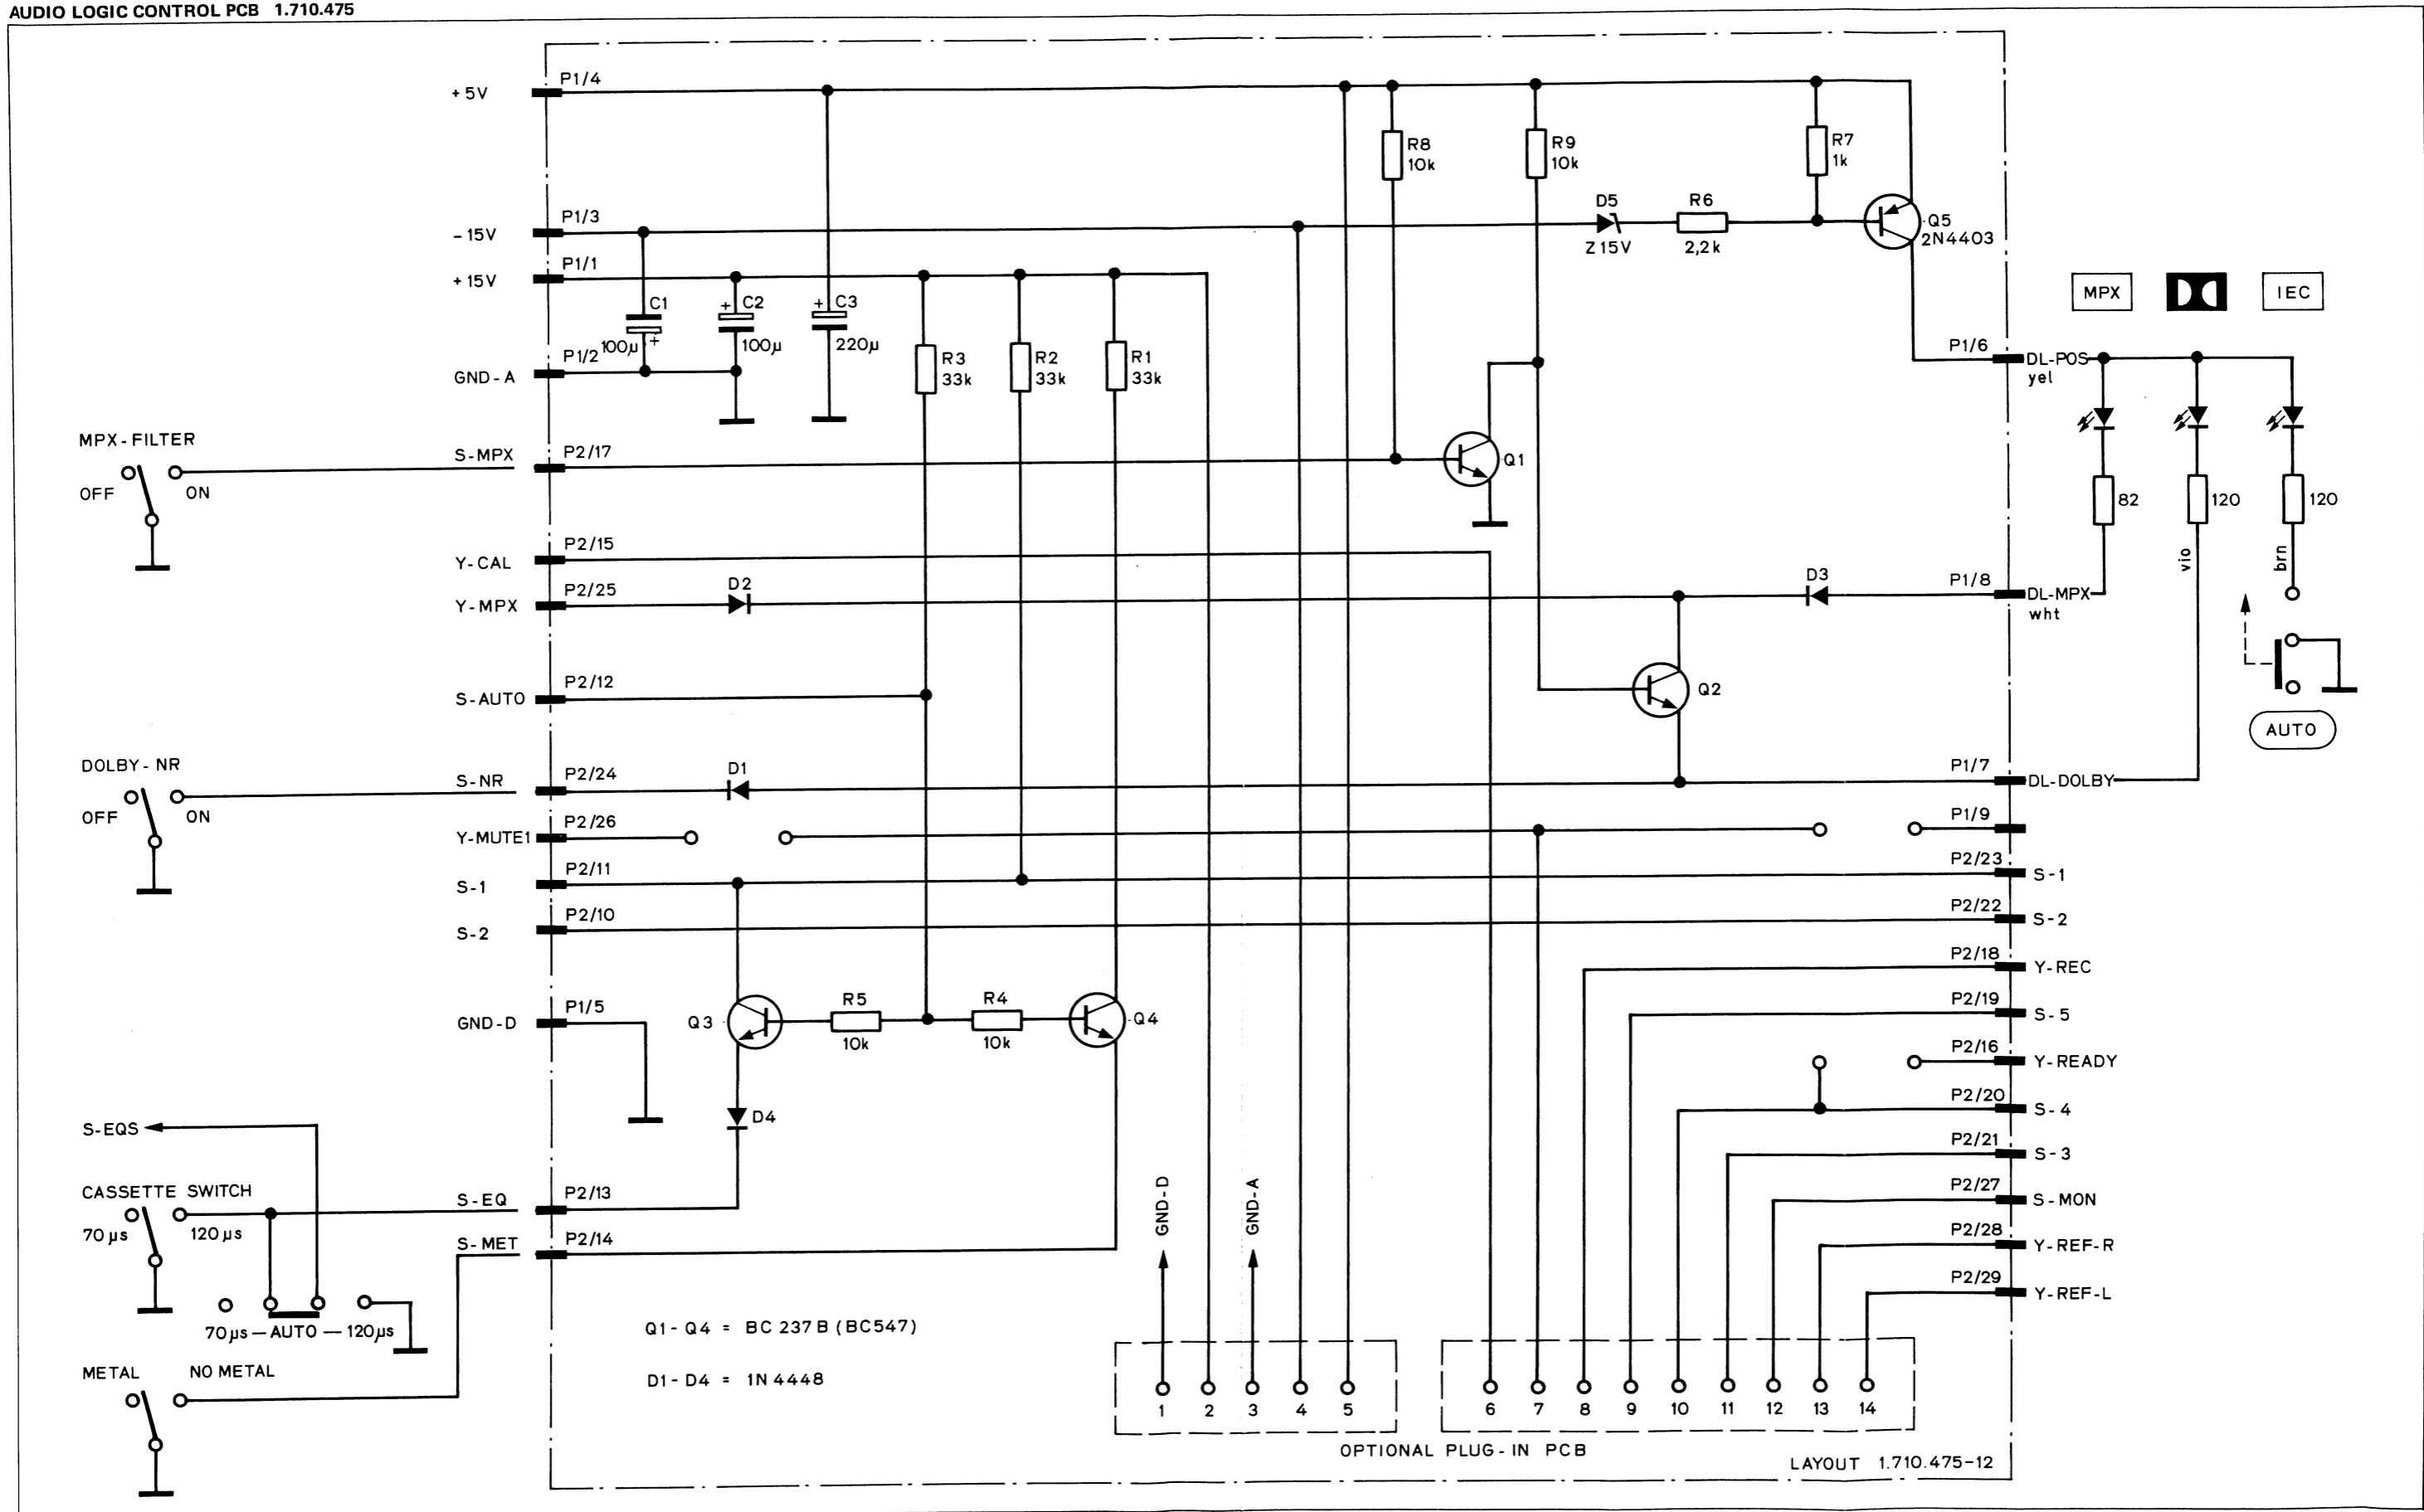 AUDIO LOGIC CONTROL PCB 1.710.475
+5V
P1/4
R8
10k
R9
10k
R7
1k
-15V
P1/3
D5
Z15V
R6
2,2k
Q5
2N4403
+15V
P1/1
C1
100µ
+
+
C2
100µ
+
C3
220µ
MPX
IEC
GND-A
P1/2
R3
33k
R2
33k
R1
33k
P1/6
DL-POS
yel
MPX-FILTER
OFF
ON
S-MPX
P2/17
Q1
82
120
120
vio
brn
Y-CAL
P2/15
Y-MPX
P2/25
D2
D3
P1/8
DL-MPX
wht
S-AUTO
P2/12
Q2
AUTO
DOLBY-NR
OFF
ON
S-NR
P2/24
D1
P1/7
DL-DOLBY
Y-MUTE1
P2/26
P1/9
S-1
P2/11
P2/23
S-1
S-2
P2/10
P2/22
S-2
P2/18
Y-REC
GND-D
P1/5
Q3
R5
10k
R4
10k
Q4
P2/19
S-5
P2/16
Y-READY
D4
P2/20
S-4
S-EQS
P2/21
S-3
CASSETTE SWITCH
70µs
120µs
S-EQ
P2/13
S-MET
P2/14
GND-D
GND-A
P2/27
S-MON
P2/28
Y-REF-R
P2/29
Y-REF-L
70µs — AUTO — 120µs
METAL
NO METAL
Q1-Q4 = BC 237B (BC547)
D1-D4 = 1N 4448
1 2 3 4 5
6 7 8 9 10 11 12 13 14
OPTIONAL PLUG-IN PCB
LAYOUT 1.710.475-12